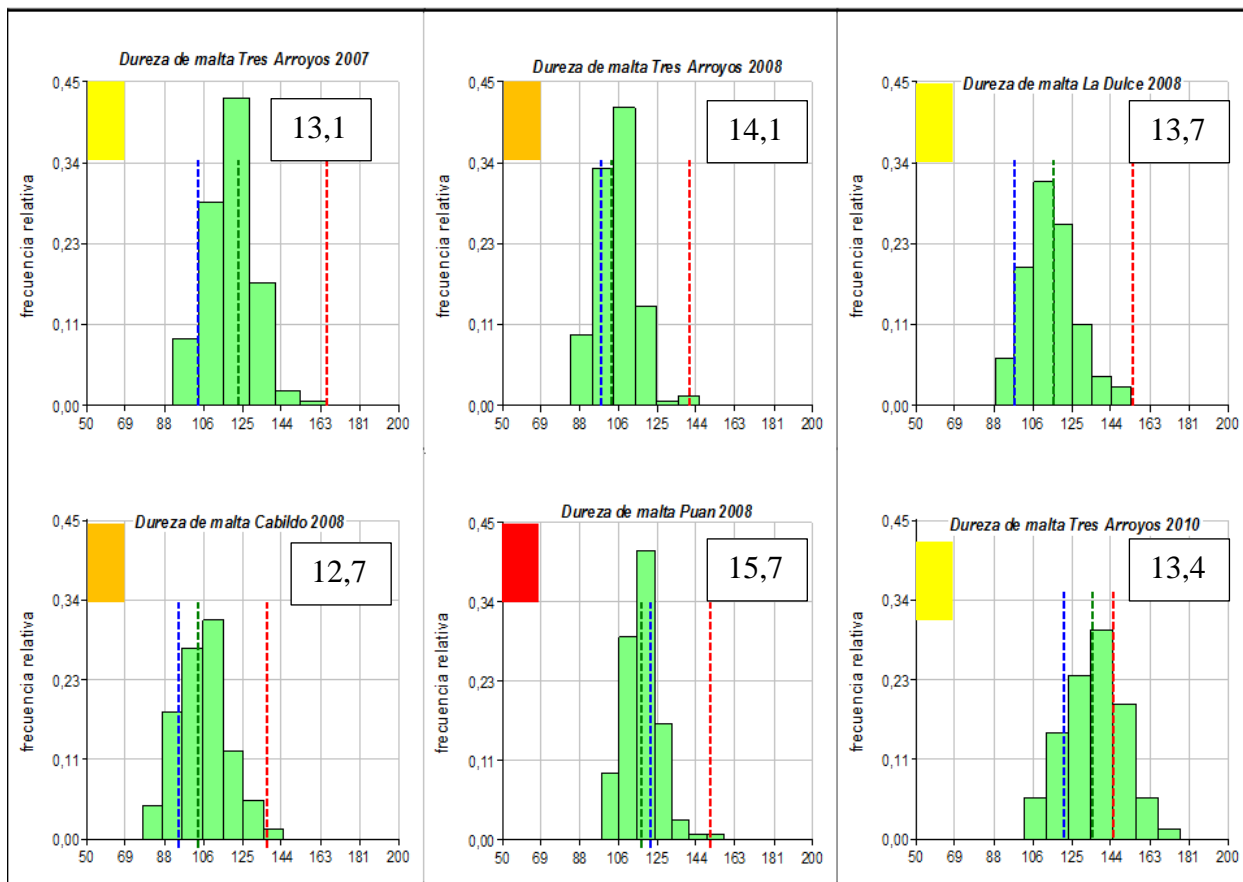 Dureza de malta Tres Arroyos 2007
0,45
13,1
0,34
0,23
0,11
0,00
frecuencia relativa
50 69 88 106 125 144 163 181 200
Dureza de malta Tres Arroyos 2008
0,45
14,1
0,34
0,23
0,11
0,00
frecuencia relativa
50 69 88 106 125 144 163 181 200
Dureza de malta La Dulce 2008
0,45
13,7
0,34
0,23
0,11
0,00
frecuencia relativa
50 69 88 106 125 144 163 181 200
Dureza de malta Cabildo 2008
0,45
12,7
0,34
0,23
0,11
0,00
frecuencia relativa
50 69 88 106 125 144 163 181 200
Dureza de malta Puan 2008
0,45
15,7
0,34
0,23
0,11
0,00
frecuencia relativa
50 69 88 106 125 144 163 181 200
Dureza de malta Tres Arroyos 2010
0,45
13,4
0,34
0,23
0,11
0,00
frecuencia relativa
50 69 88 106 125 144 163 181 200